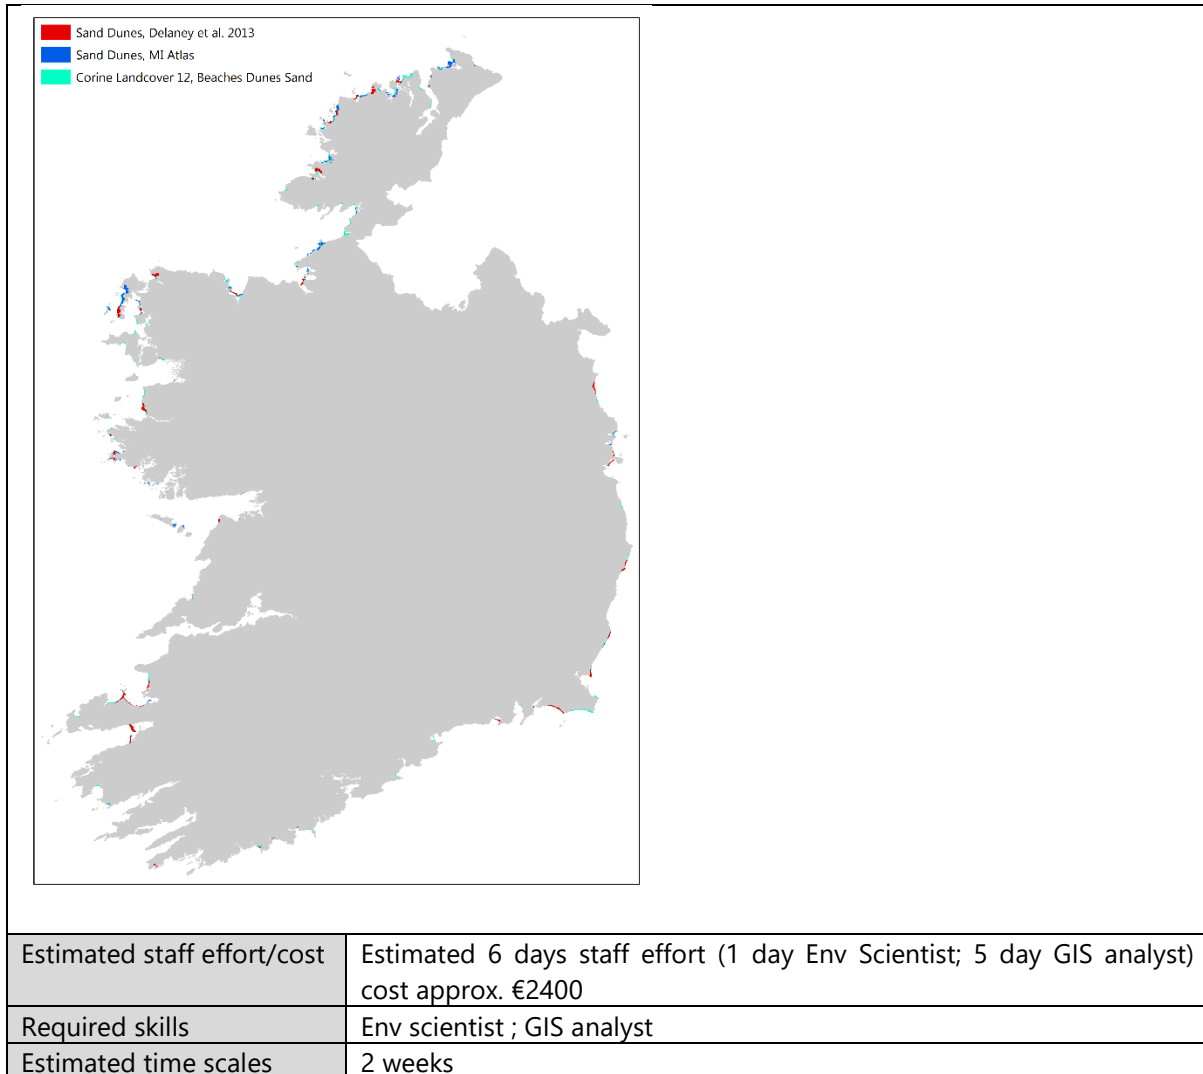 Sand Dunes, Delaney et al. 2013
Sand Dunes, MI Atlas
Corine Landcover 12, Beaches Dunes Sand
Estimated staff effort/cost
Estimated 6 days staff effort (1 day Env Scientist; 5 day GIS analyst)
cost approx. €2400
Required skills
Env scientist ; GIS analyst
Estimated time scales
2 weeks